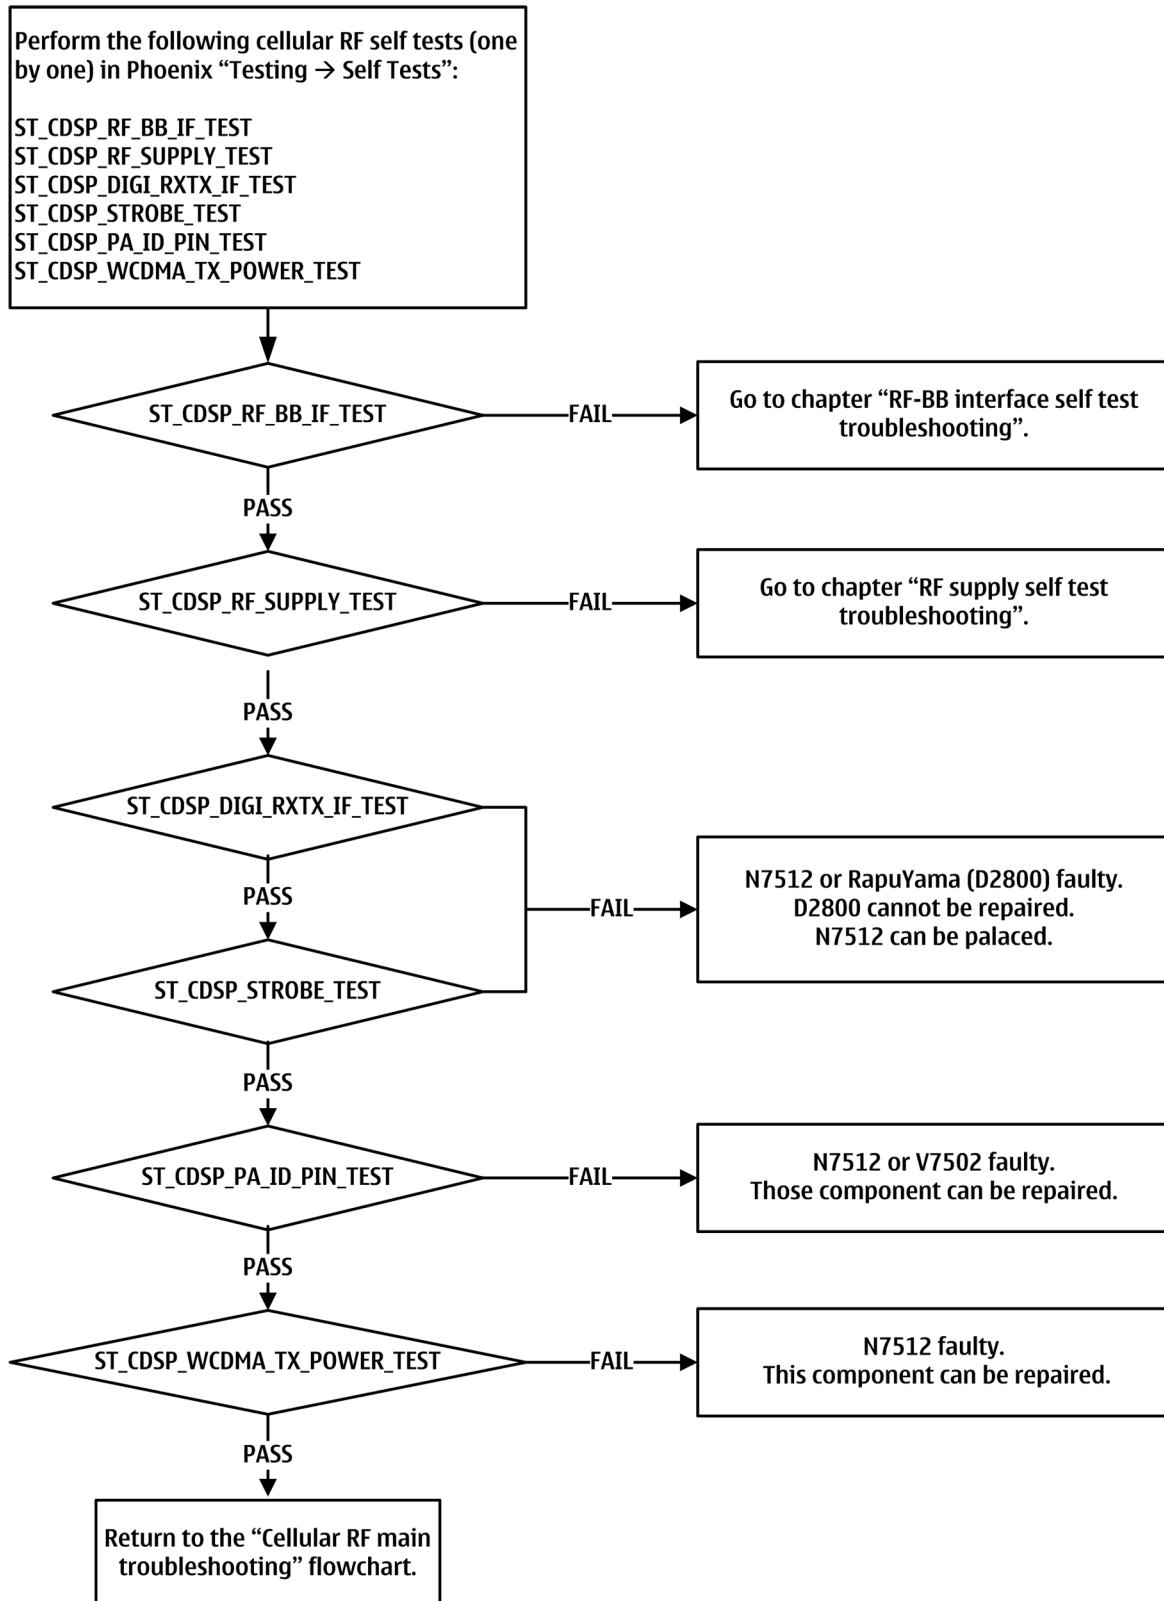 Perform the following cellular RF self tests (one
by one) in Phoenix “Testing → Self Tests”:
ST_CDSP_RF_BB_IF_TEST
ST_CDSP_RF_SUPPLY_TEST
ST_CDSP_DIGI_RXTX_IF_TEST
ST_CDSP_STROBE_TEST
ST_CDSP_PA_ID_PIN_TEST
ST_CDSP_WCDMA_TX_POWER_TEST
ST_CDSP_RF_BB_IF_TEST
FAIL
Go to chapter “RF-BB interface self test
troubleshooting”.
PASS
ST_CDSP_RF_SUPPLY_TEST
FAIL
Go to chapter “RF supply self test
troubleshooting”.
PASS
ST_CDSP_DIGI_RXTX_IF_TEST
PASS
FAIL
N7512 or RapuYama (D2800) faulty.
D2800 cannot be repaired.
N7512 can be palaced.
ST_CDSP_STROBE_TEST
PASS
ST_CDSP_PA_ID_PIN_TEST
FAIL
N7512 or V7502 faulty.
Those component can be repaired.
PASS
ST_CDSP_WCDMA_TX_POWER_TEST
FAIL
N7512 faulty.
This component can be repaired.
PASS
Return to the “Cellular RF main
troubleshooting” flowchart.